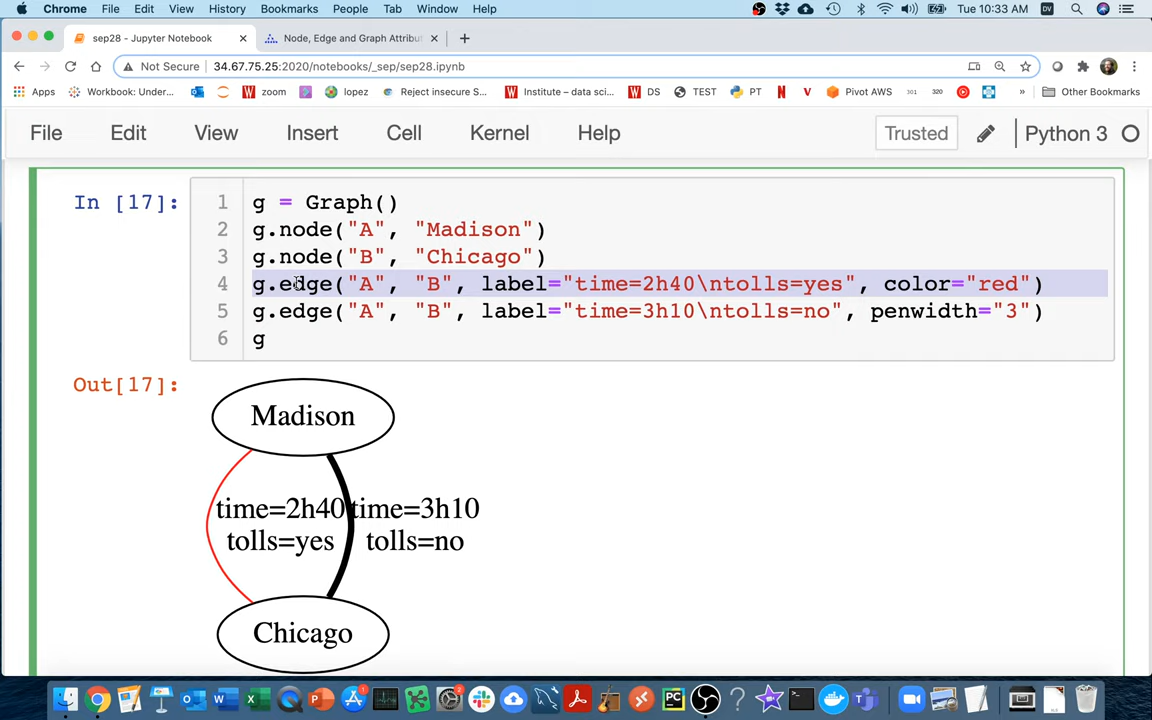 Chrome File Edit View History Bookmarks People Tab Window Help Tue 10:33 AM DV
sep28 - Jupyter Notebook Node, Edge and Graph Attribut
Not Secure 34.67.75.25:2020/notebooks/_sep/sep28.ipynb
Apps Workbook: Under... zoom lopez Reject insecure S... Institute – data sci... DS TEST PT N V Pivot AWS 301 320 » Other Bookmarks
File Edit View Insert Cell Kernel Help Trusted Python 3
In [17]: 1 g = Graph()
2 g.node("A", "Madison")
3 g.node("B", "Chicago")
4 g.edge("A", "B", label="time=2h40\ntolls=yes", color="red")
5 g.edge("A", "B", label="time=3h10\ntolls=no", penwidth="3")
6 g
Out[17]:
Madison
time=2h40 time=3h10
tolls=yes tolls=no
Chicago